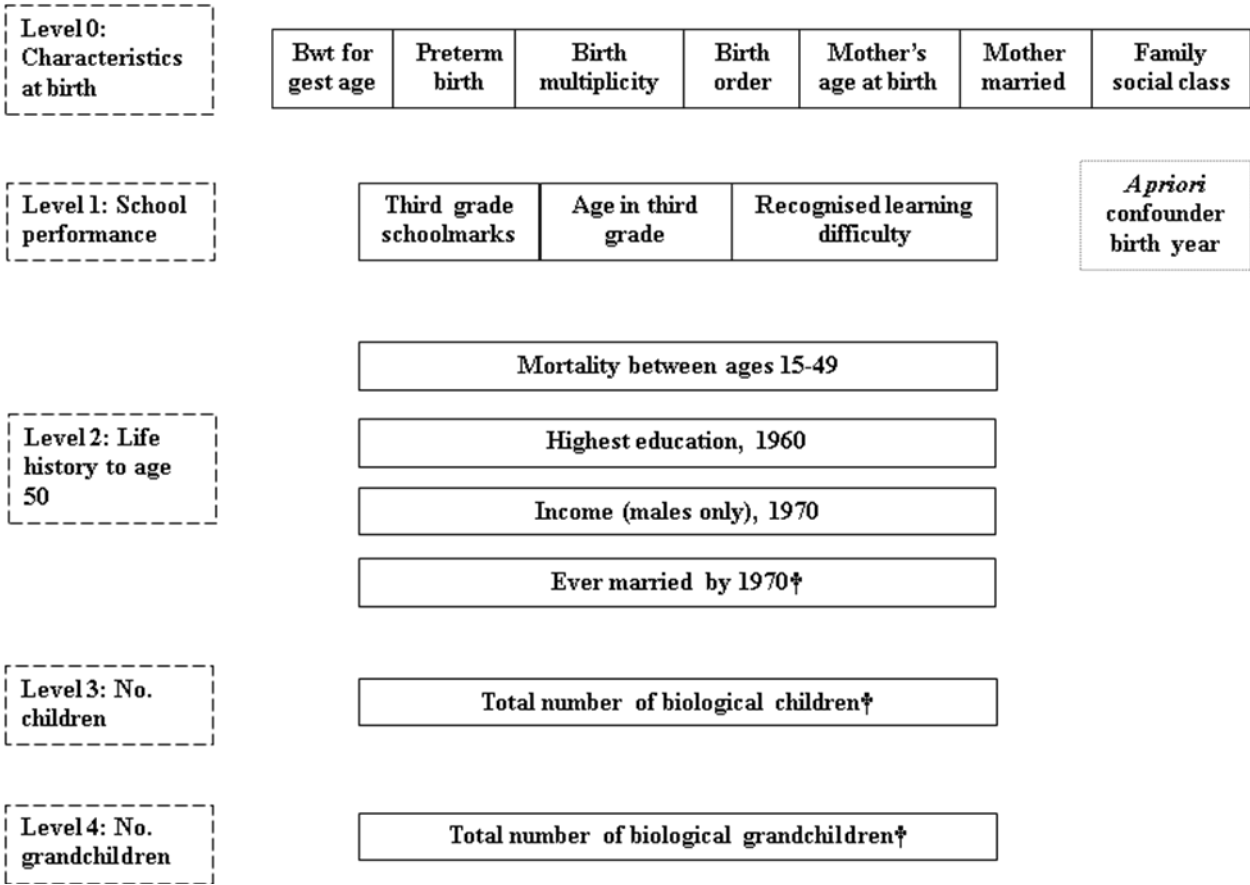 Level 0:
Characteristics
at birth
Bwt for
gest age
Preterm
birth
Birth
multiplicity
Birth
order
Mother's
age at birth
Mother
married
Family
social class
Level 1: School
performance
Third grade
schoolmarks
Age in third
grade
Recognised learning
difficulty
A priori
confounder
birth year
Level 2: Life
history to age
50
Mortality between ages 15-49
Highest education, 1960
Income (males only), 1970
Ever married by 1970†
Level 3: No.
children
Total number of biological children†
Level 4: No.
grandchildren
Total number of biological grandchildren†